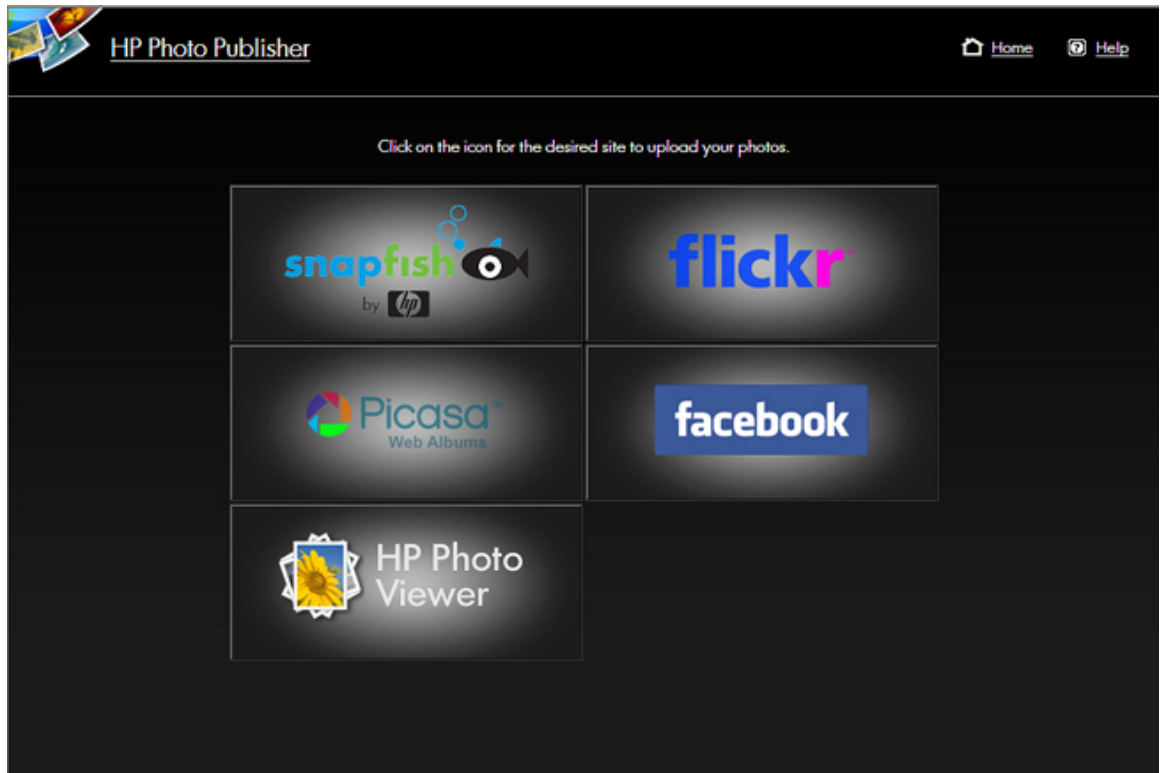 HP Photo Publisher
Home
Help
Click on the icon for the desired site to upload your photos.
snapfish
by hp
flickr
Picasa™
Web Albums
facebook
HP Photo
Viewer